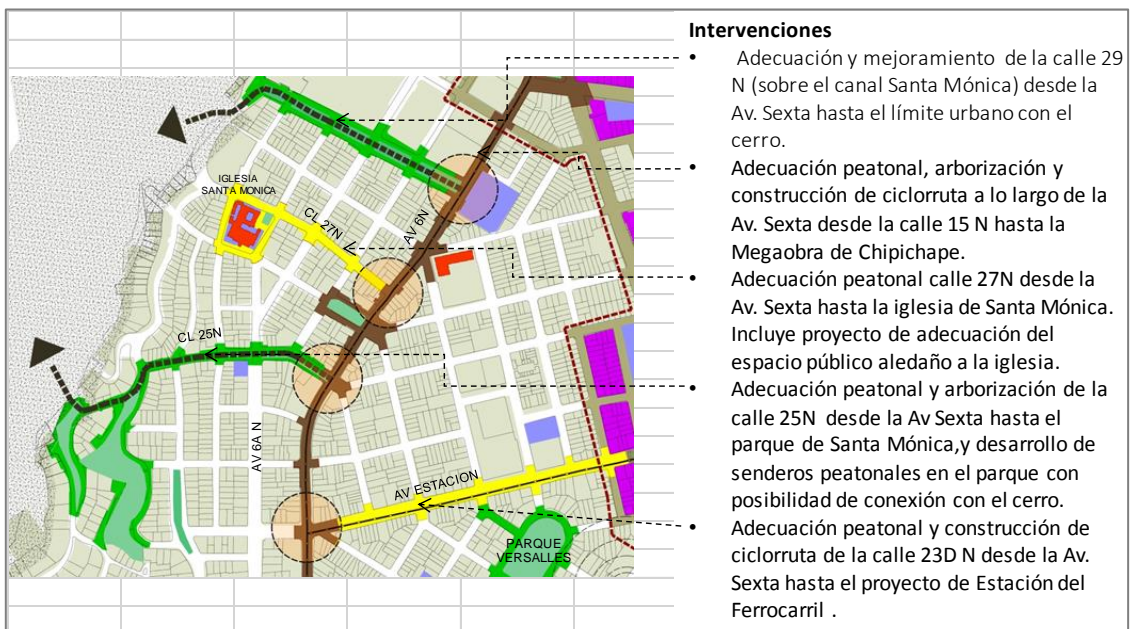 Intervenciones
• Adecuación y mejoramiento de la calle 29
N (sobre el canal Santa Mónica) desde la
Av. Sexta hasta el límite urbano con el
cerro.
• Adecuación peatonal, arborización y
construcción de ciclorruta a lo largo de la
Av. Sexta desde la calle 15 N hasta la
Megaobra de Chipichape.
• Adecuación peatonal calle 27N desde la
Av. Sexta hasta la iglesia de Santa Mónica.
Incluye proyecto de adecuación del
espacio público aledaño a la iglesia.
• Adecuación peatonal y arborización de la
calle 25N desde la Av Sexta hasta el
parque de Santa Mónica,y desarrollo de
senderos peatonales en el parque con
posibilidad de conexión con el cerro.
• Adecuación peatonal y construcción de
ciclorruta de la calle 23D N desde la Av.
Sexta hasta el proyecto de Estación del
Ferrocarril .
IGLESIA
SANTA MONICA
CL 27N
AV 6N
CL 25N
AV 6A N
AV ESTACION
PARQUE
VERSALLES